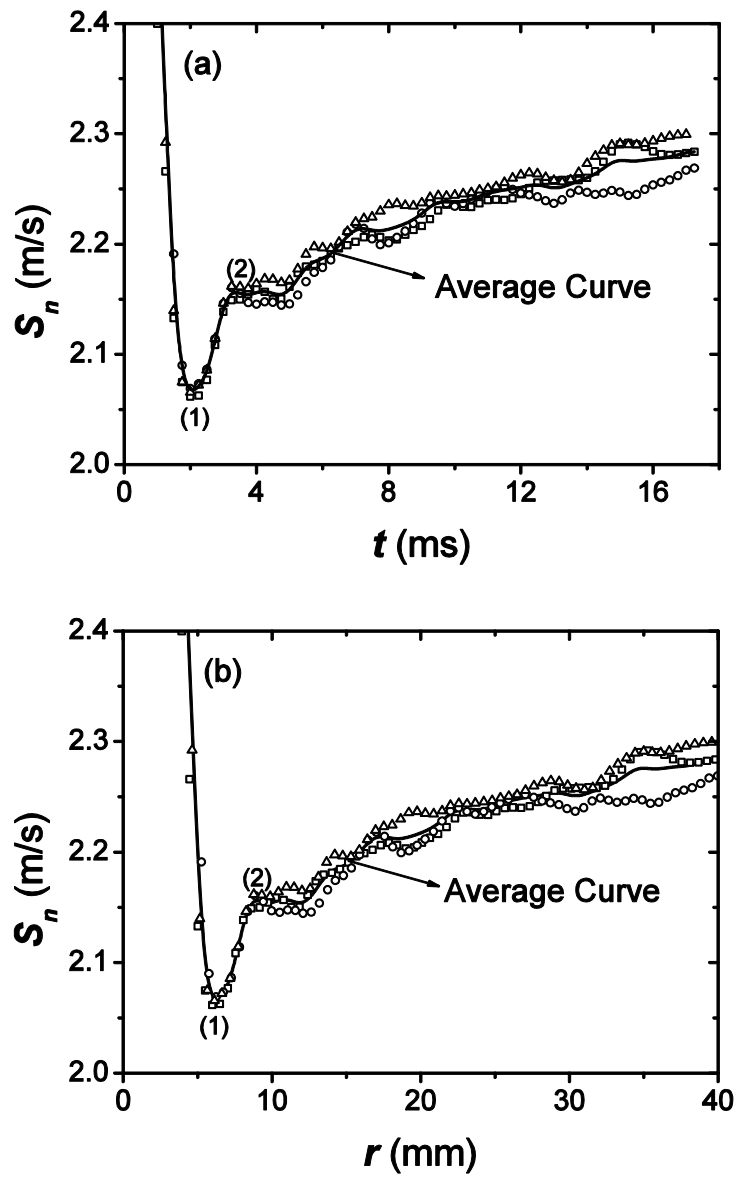 2.4
(a)
2.3
(2)
2.2
Average Curve
S_n (m/s)
2.1
(1)
2.0
0 4 8 12 16
t (ms)
2.4
(b)
2.3
2.2
(2)
Average Curve
S_n (m/s)
2.1
(1)
2.0
0 10 20 30 40
r (mm)